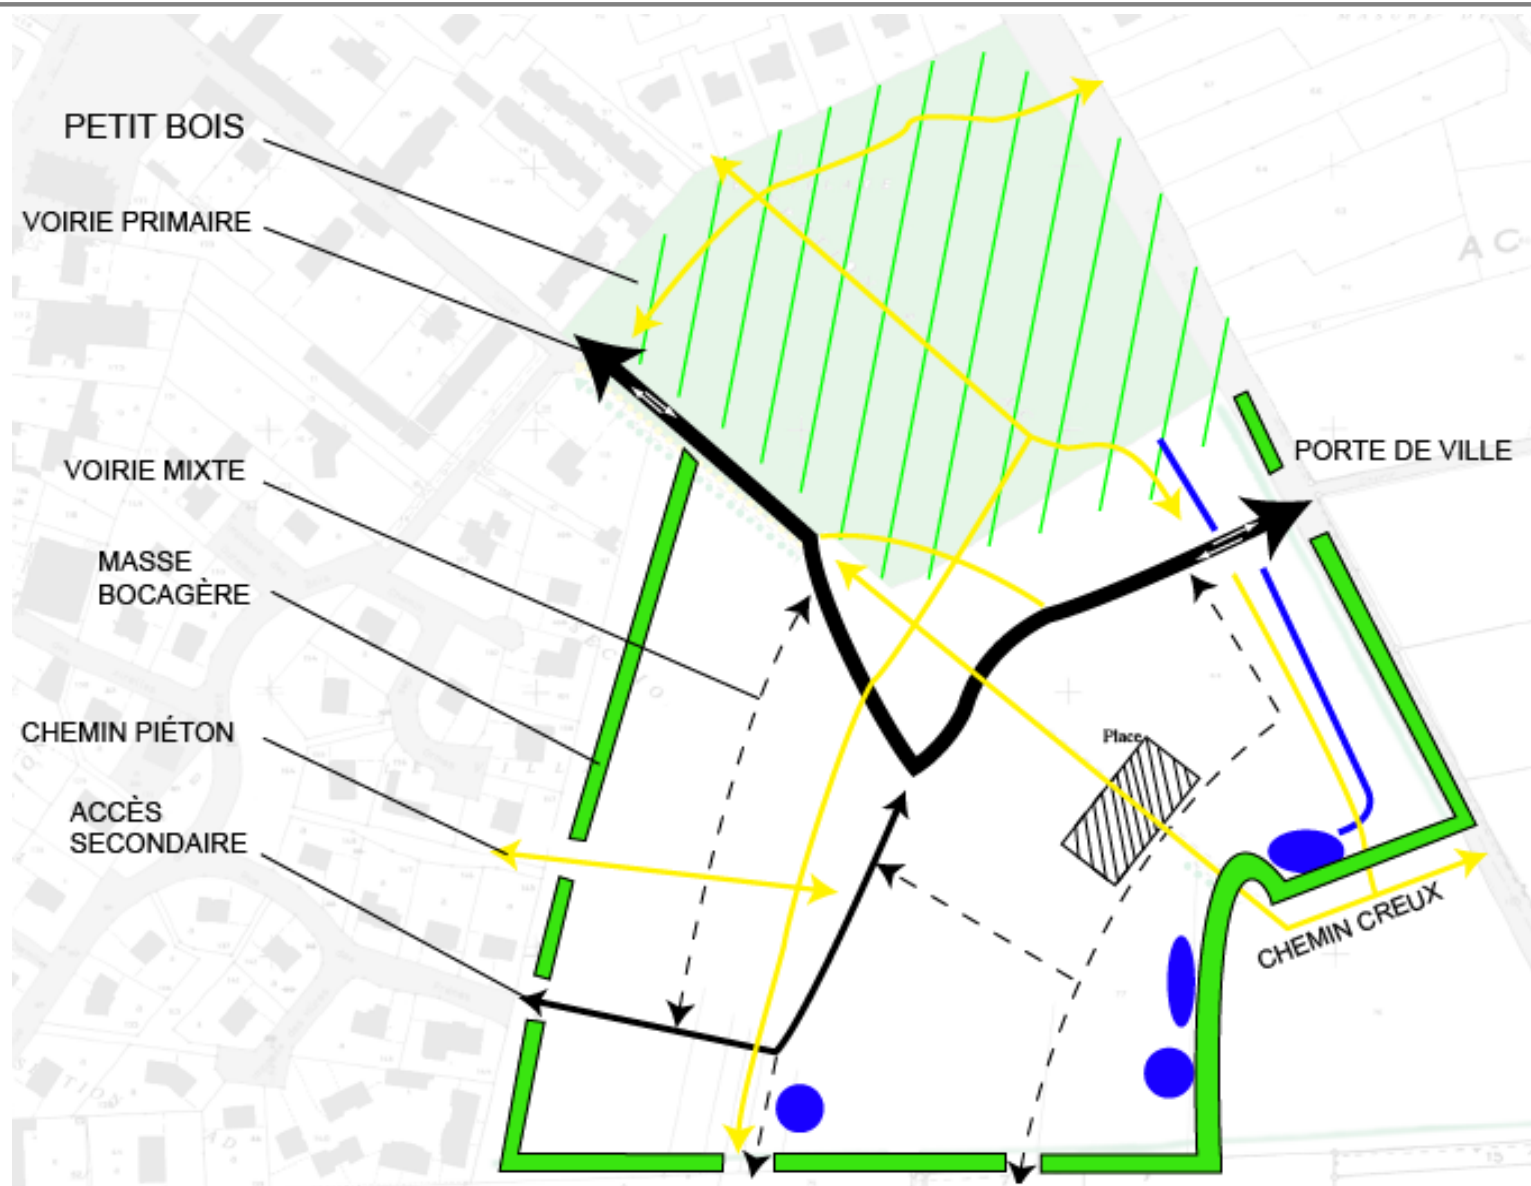 PETIT BOIS
VOIRIE PRIMAIRE
VOIRIE MIXTE
PORTE DE VILLE
MASSE
BOCAGÈRE
CHEMIN PIÉTON
Place
ACCÈS
SECONDAIRE
CHEMIN CREUX